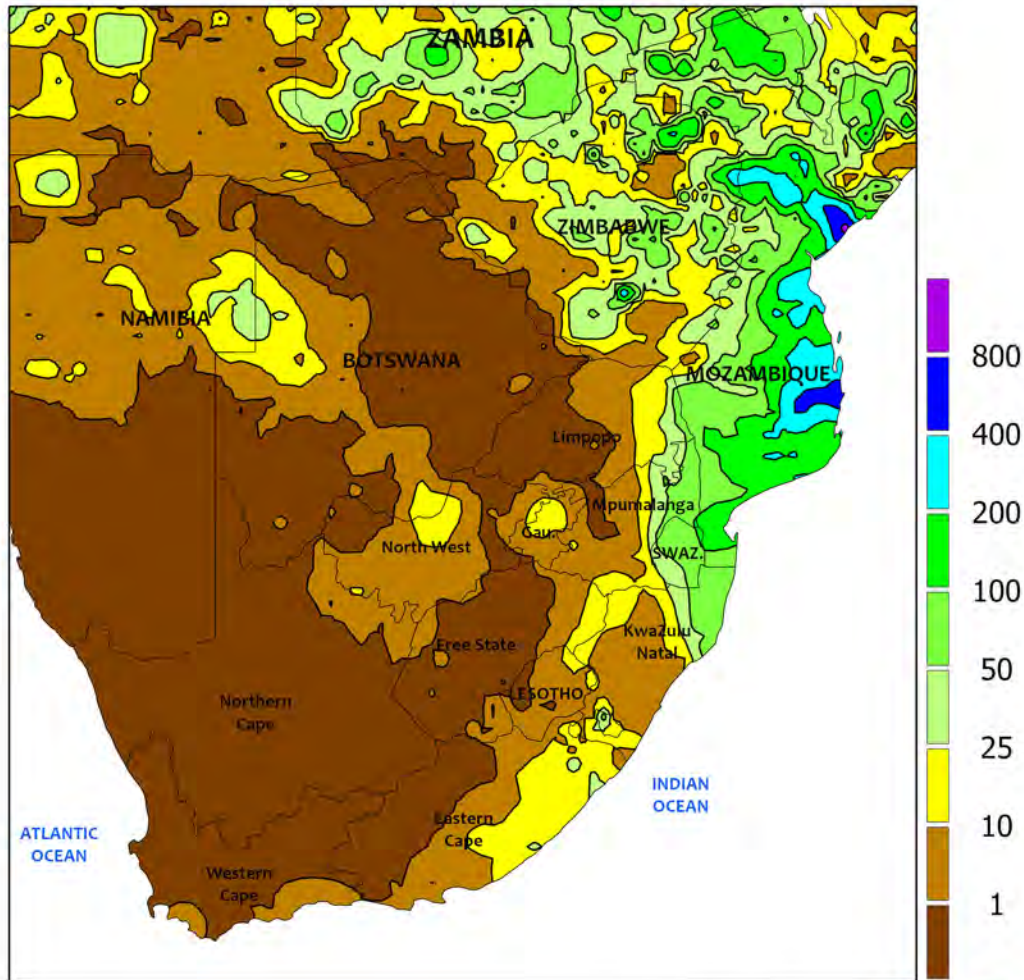 ZAMBIA
ZIMBABWE
NAMIBIA
BOTSWANA
MOZAMBIQUE
Limpopo
Mpumalanga
Gau.
North West
SWAZ.
KwaZulu
Natal
Free State
LESOTHO
Northern
Cape
INDIAN
OCEAN
ATLANTIC
OCEAN
Eastern
Cape
Western
Cape
800
400
200
100
50
25
10
1